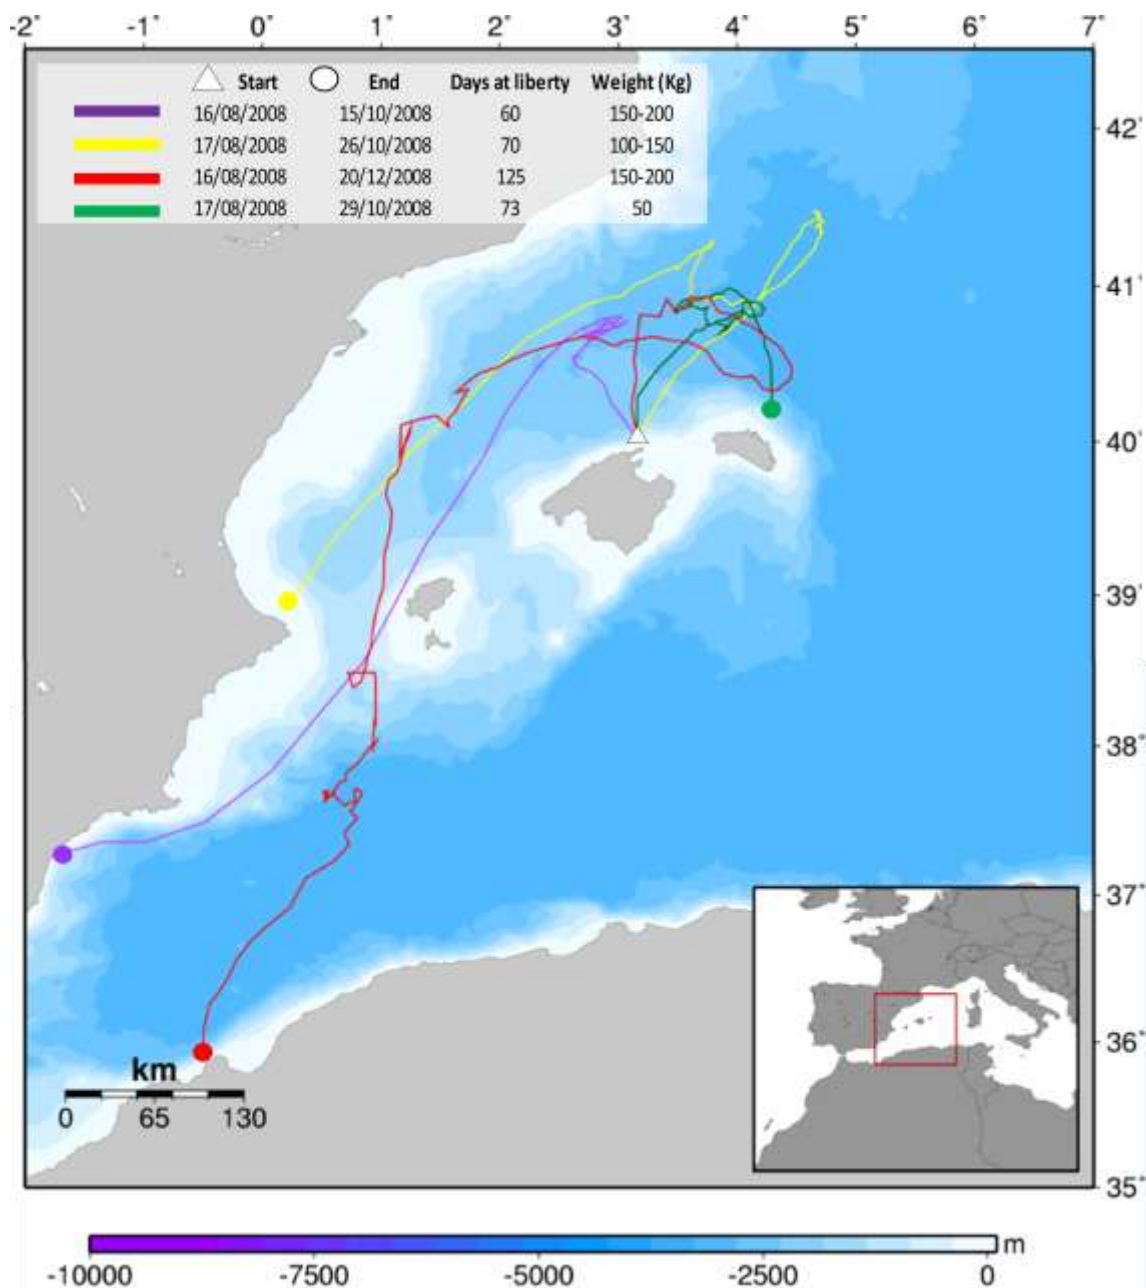 -2° -1° 0° 1° 2° 3° 4° 5° 6° 7°
Start End Days at liberty Weight (Kg)
16/08/2008 15/10/2008 60 150-200
17/08/2008 26/10/2008 70 100-150
16/08/2008 20/12/2008 125 150-200
17/08/2008 29/10/2008 73 50
42°
41°
40°
39°
38°
37°
36°
35°
km
0 65 130
m
-10000 -7500 -5000 -2500 0